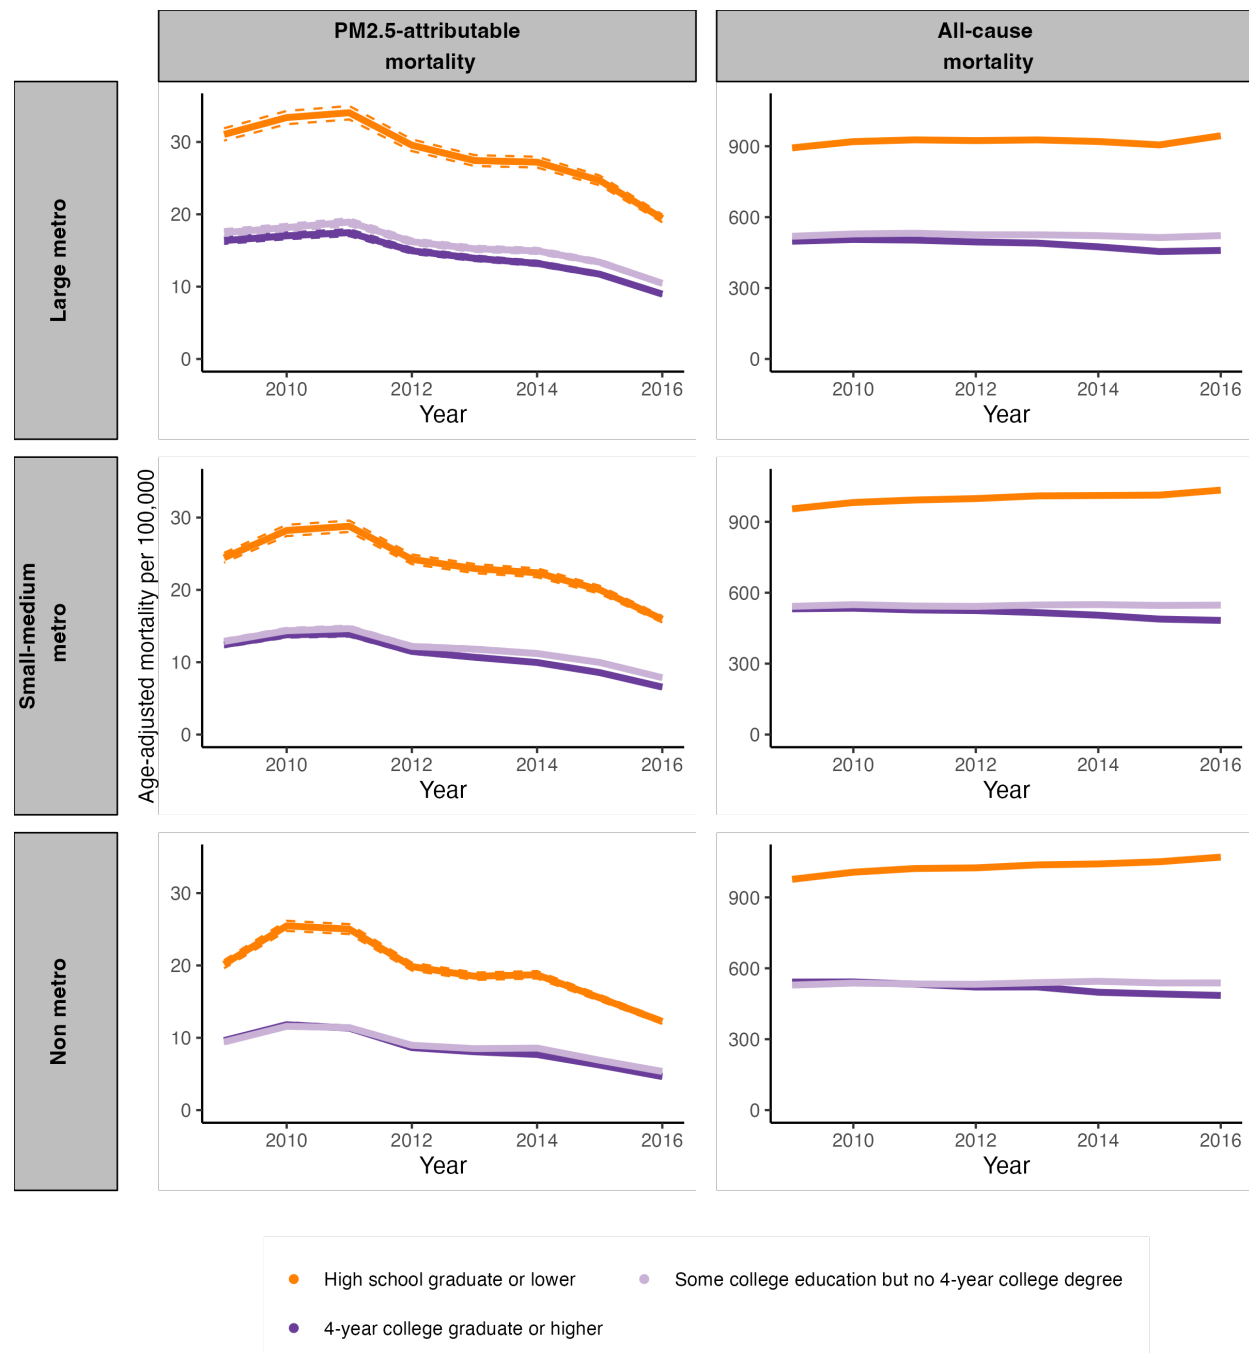 PM2.5-attributable
mortality
All-cause
mortality
Large metro
30
20
10
0
2010 2012 2014 2016
Year
900
600
300
0
2010 2012 2014 2016
Year
Small-medium
metro
Age-adjusted mortality per 100,000
30
20
10
0
2010 2012 2014 2016
Year
900
600
300
0
2010 2012 2014 2016
Year
Non metro
30
20
10
0
2010 2012 2014 2016
Year
900
600
300
0
2010 2012 2014 2016
Year
High school graduate or lower
Some college education but no 4-year college degree
4-year college graduate or higher